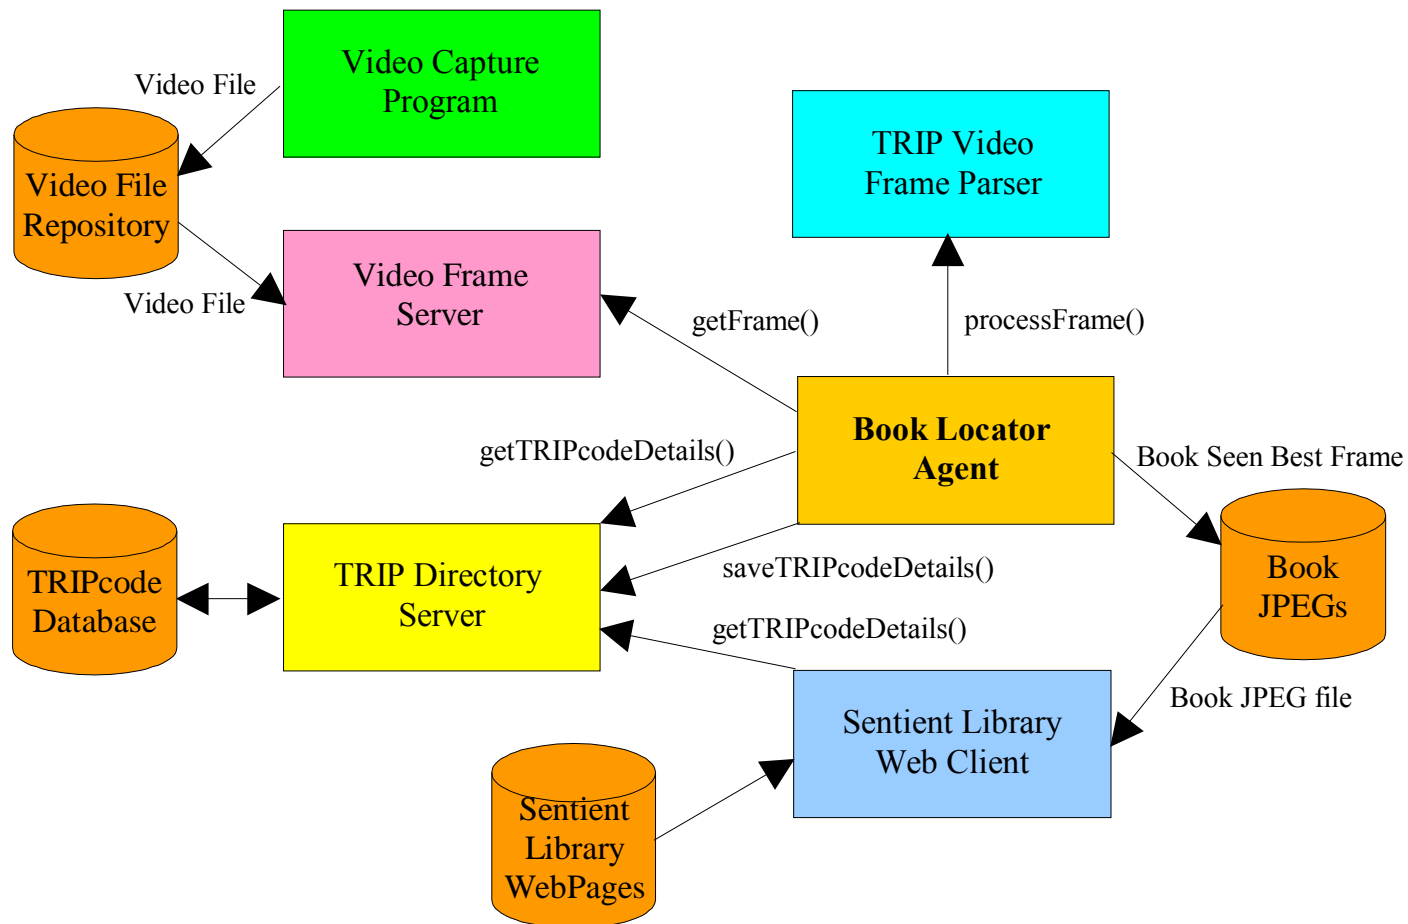 Video Capture
Program
Video File
Video File
Repository
TRIP Video
Frame Parser
Video Frame
Server
Video File
getFrame()
processFrame()
Book Locator
Agent
getTRIPcodeDetails()
Book Seen Best Frame
TRIPcode
Database
TRIP Directory
Server
saveTRIPcodeDetails()
Book
JPEGs
getTRIPcodeDetails()
Book JPEG file
Sentient Library
Web Client
Sentient
Library
WebPages